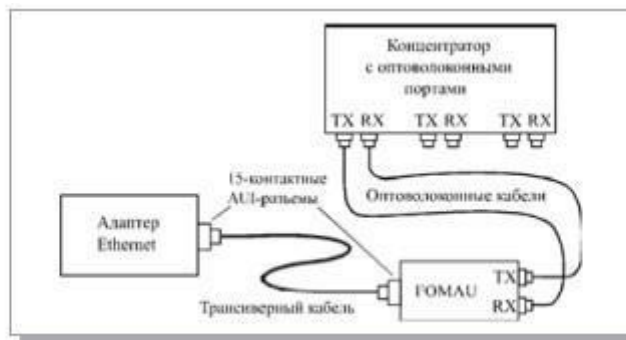 Концентратор
с оптоволоконными
портами
TX RX TX RX TX RX
15-контактные
AUI-разъемы
Оптоволоконные кабели
Адаптер
Ethernet
TX
FOMAU
RX
Трансиверный кабель